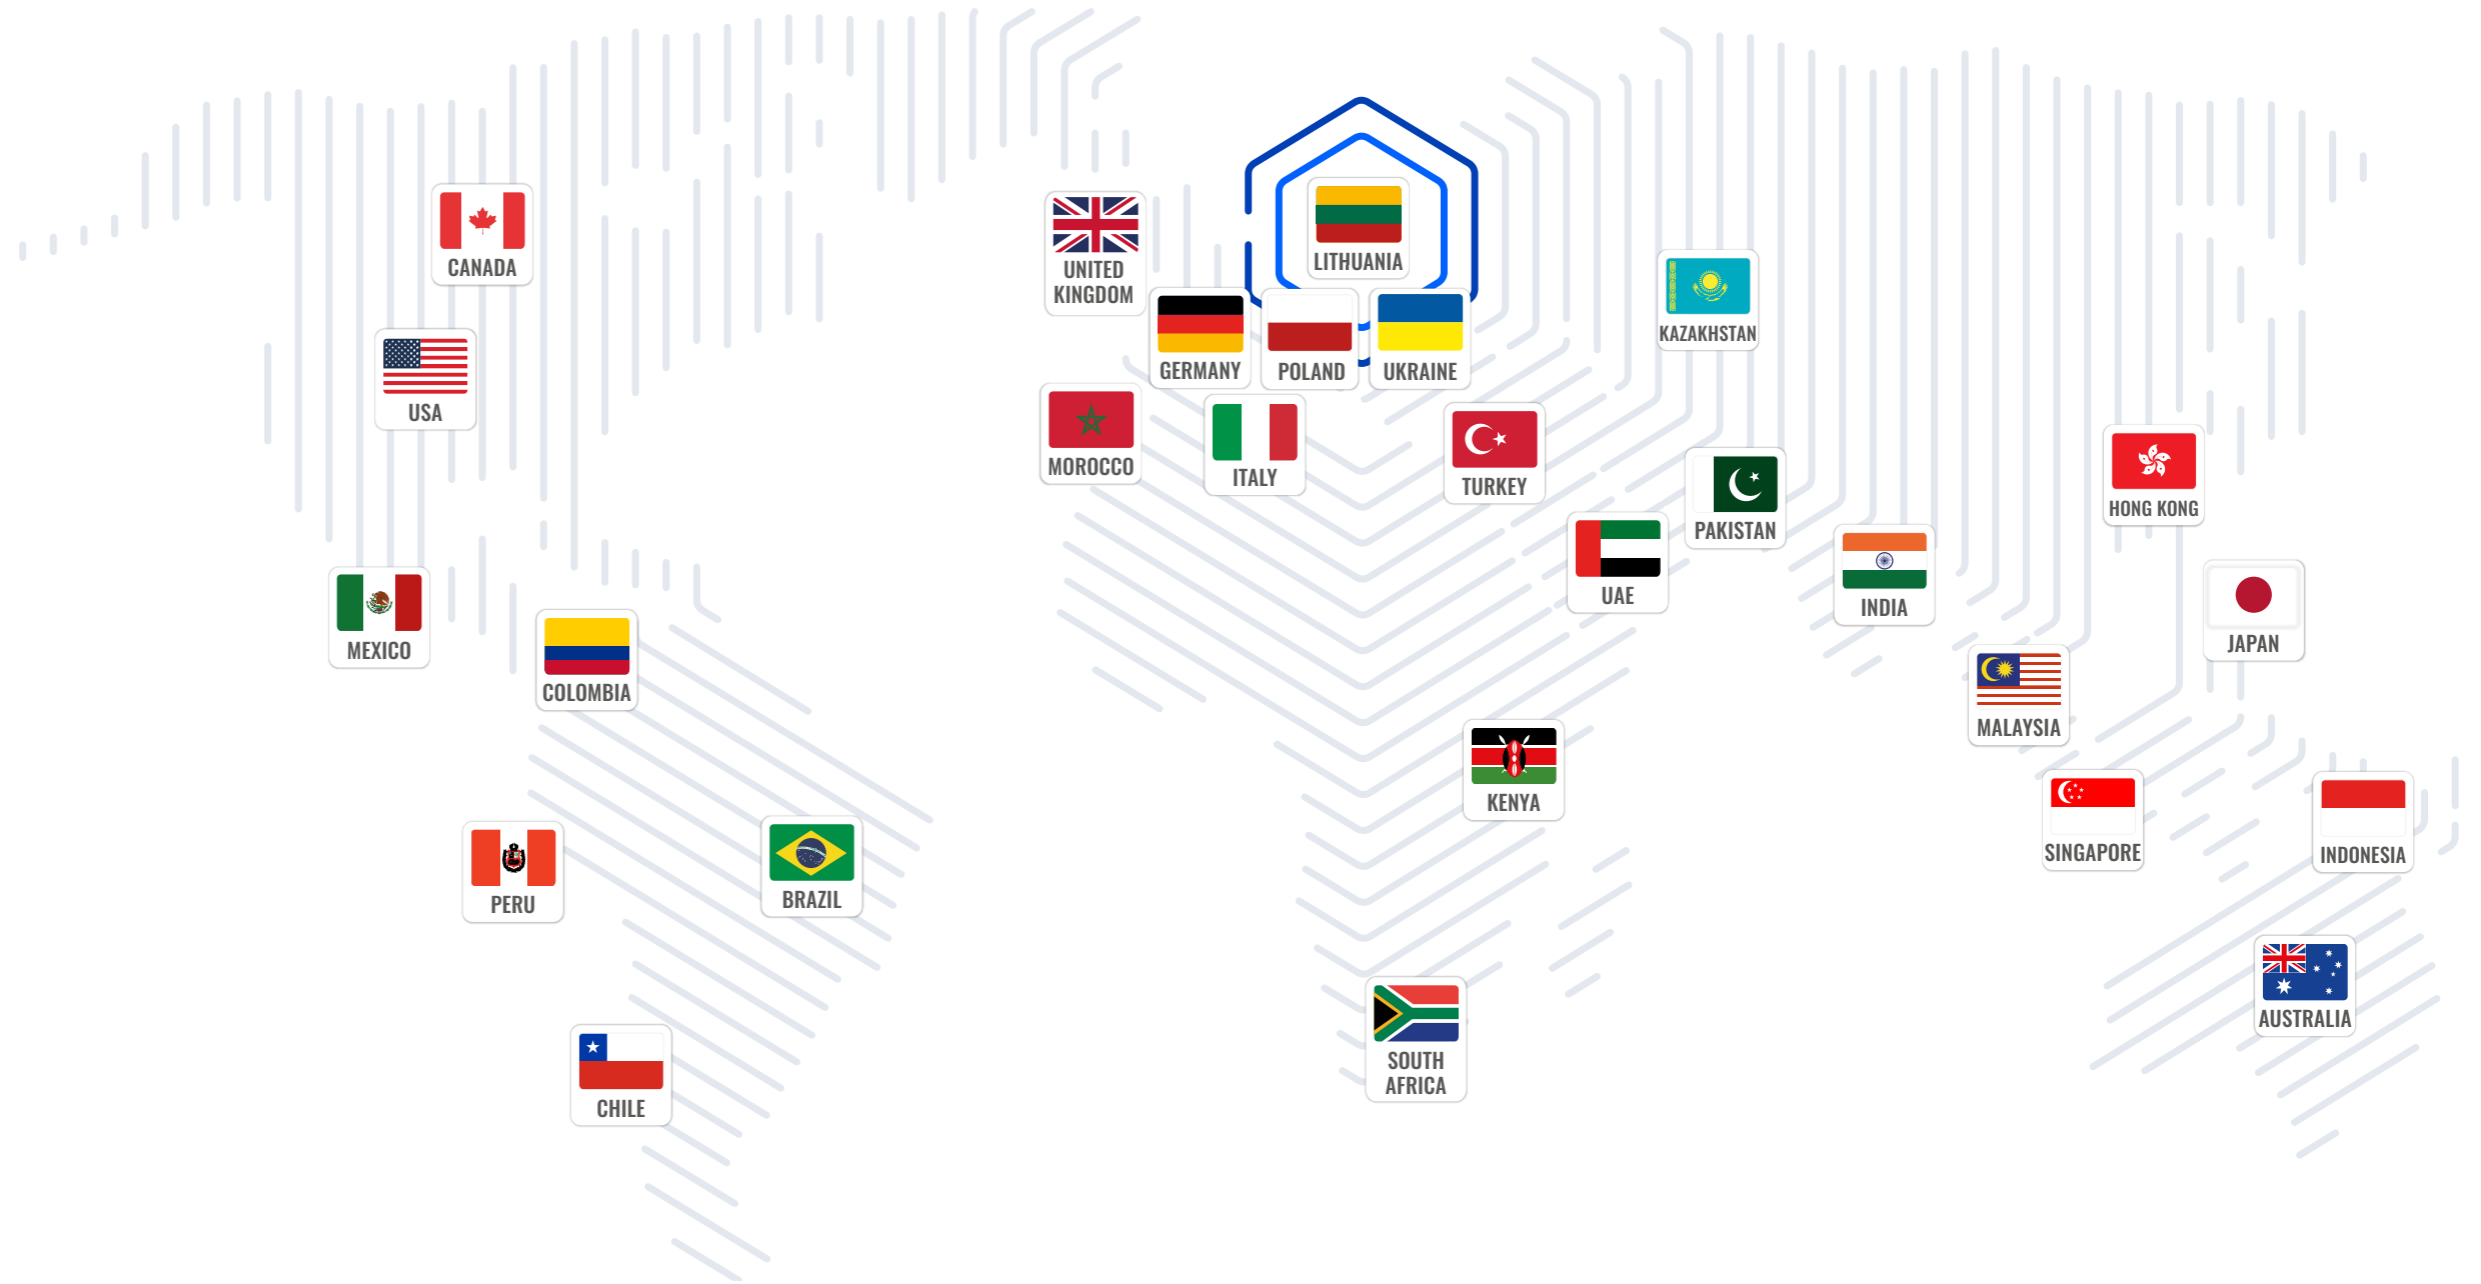 CANADA
UNITED
KINGDOM
LITHUANIA
KAZAKHSTAN
GERMANY
POLAND
UKRAINE
USA
MOROCCO
ITALY
TURKEY
PAKISTAN
HONG KONG
UAE
INDIA
MEXICO
JAPAN
COLOMBIA
MALAYSIA
KENYA
SINGAPORE
INDONESIA
PERU
BRAZIL
AUSTRALIA
SOUTH
AFRICA
CHILE